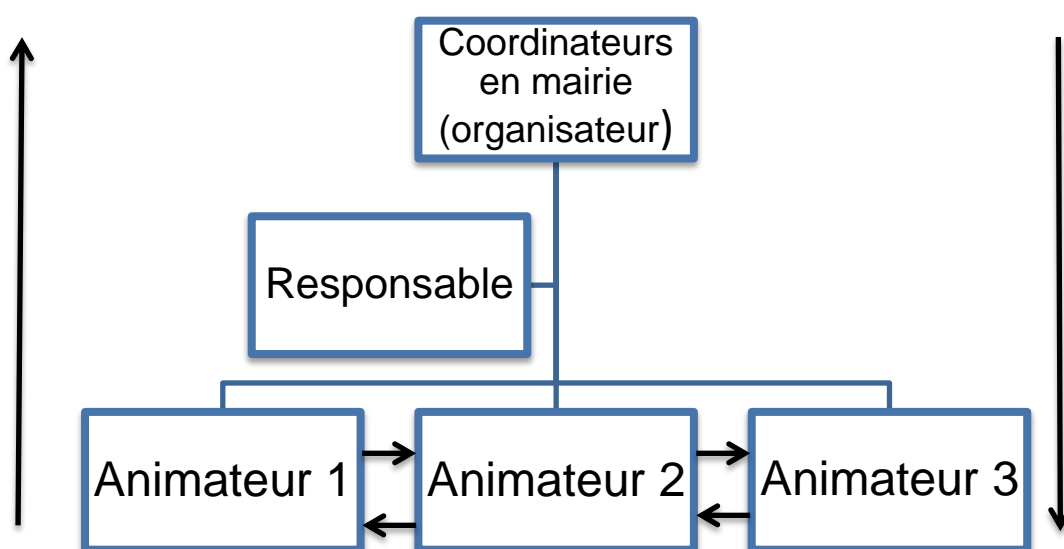 Coordinateurs
en mairie
(organisateur)
Responsable
Animateur 1
Animateur 2
Animateur 3